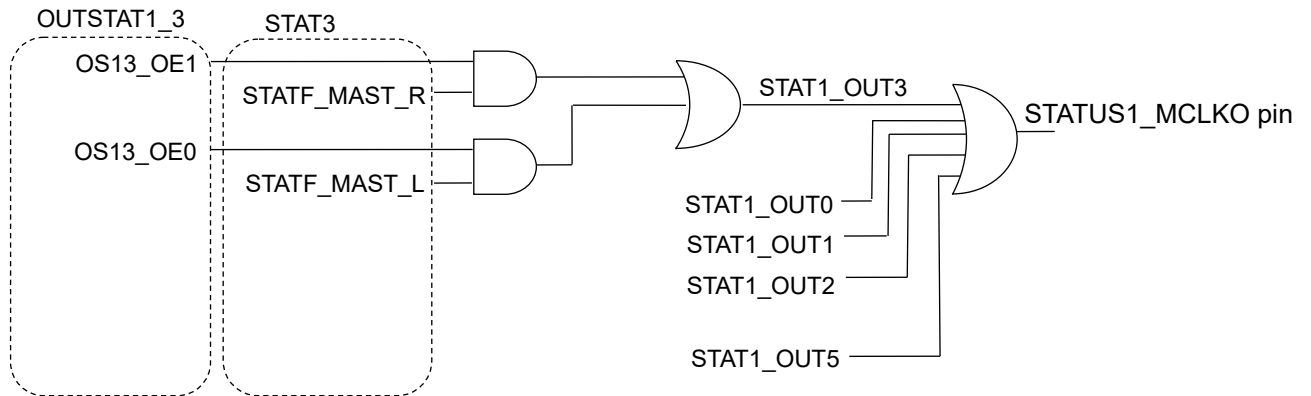 OUTSTAT1_3
STAT3
OS13_OE1
STATF_MAST_R
STAT1_OUT3
STATUS1_MCLKO pin
OS13_OE0
STATF_MAST_L
STAT1_OUT0
STAT1_OUT1
STAT1_OUT2
STAT1_OUT5